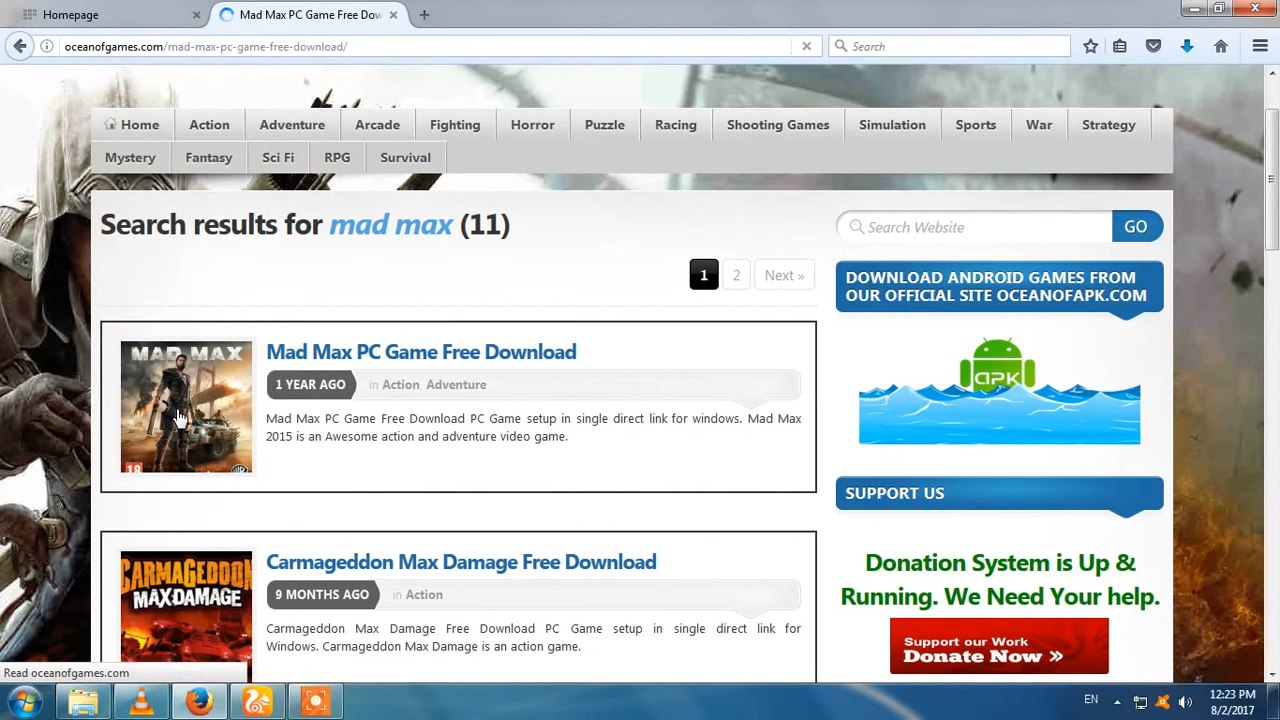 Homepage
Mad Max PC Game Free Dow
oceanofgames.com/mad-max-pc-game-free-download/
Search
Home
Action
Adventure
Arcade
Fighting
Horror
Puzzle
Racing
Shooting Games
Simulation
Sports
War
Strategy
Mystery
Fantasy
Sci Fi
RPG
Survival
Search results for mad max (11)
1
2
Next »
MAD MAX
18
Mad Max PC Game Free Download
1 YEAR AGO
in Action, Adventure
Mad Max PC Game Free Download PC Game setup in single direct link for windows. Mad Max
2015 is an Awesome action and adventure video game.
CARMAGEDDON
MAX DAMAGE
Carmageddon Max Damage Free Download
9 MONTHS AGO
in Action
Carmageddon Max Damage Free Download PC Game setup in single direct link for
Windows. Carmageddon Max Damage is an action game.
Search Website
GO
DOWNLOAD ANDROID GAMES FROM
OUR OFFICIAL SITE OCEANOFAPK.COM
APK
SUPPORT US
Donation System is Up &
Running. We Need Your help.
Support our Work
Donate Now »
Read oceanofgames.com
EN
12:23 PM
8/2/2017